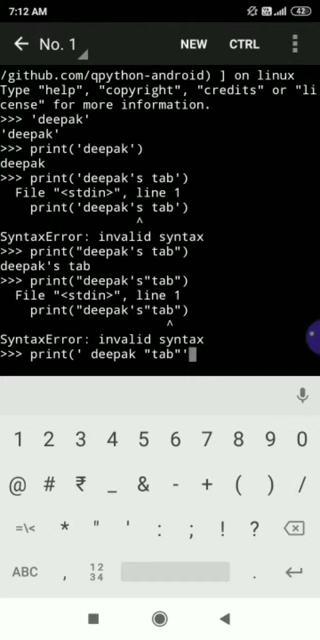 7:12 AM
42
No. 1
NEW
CTRL
/github.com/qpython-android) ] on linux
Type "help", "copyright", "credits" or "li
cense" for more information.
>>> 'deepak'
'deepak'
>>> print('deepak')
deepak
>>> print('deepak's tab')
  File "<stdin>", line 1
    print('deepak's tab')
                  ^
SyntaxError: invalid syntax
>>> print("deepak's tab")
deepak's tab
>>> print("deepak's"tab")
  File "<stdin>", line 1
    print("deepak's"tab")
                      ^
SyntaxError: invalid syntax
>>> print(' deepak "tab"'
1 2 3 4 5 6 7 8 9 0
@ # ₹ _ & - + ( ) /
=\< * " ' : ; ! ?
ABC , 12 .
34